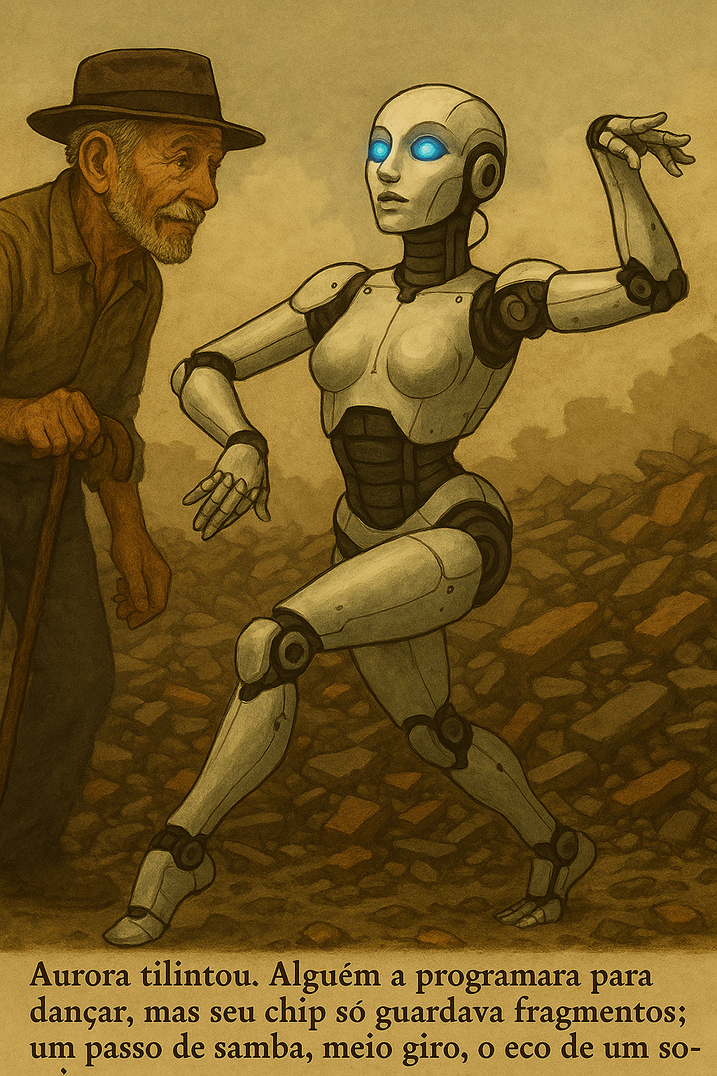 Aurora tilintou. Alguém a programara para
dançar, mas seu chip só guardava fragmentos;
um passo de samba, meio giro, o eco de um so-